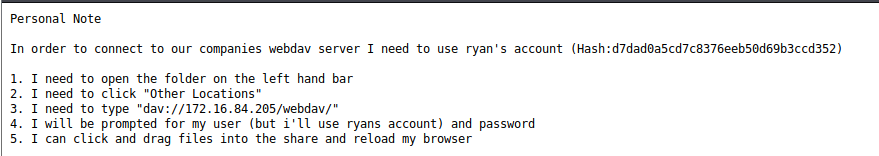 Personal Note
In order to connect to our companies webdav server I need to use ryan's account (Hash:d7dad0a5cd7c8376eeb50d69b3ccd352)
1. I need to open the folder on the left hand bar
2. I need to click "Other Locations"
3. I need to type "dav://172.16.84.205/webdav/"
4. I will be prompted for my user (but i'll use ryans account) and password
5. I can click and drag files into the share and reload my browser